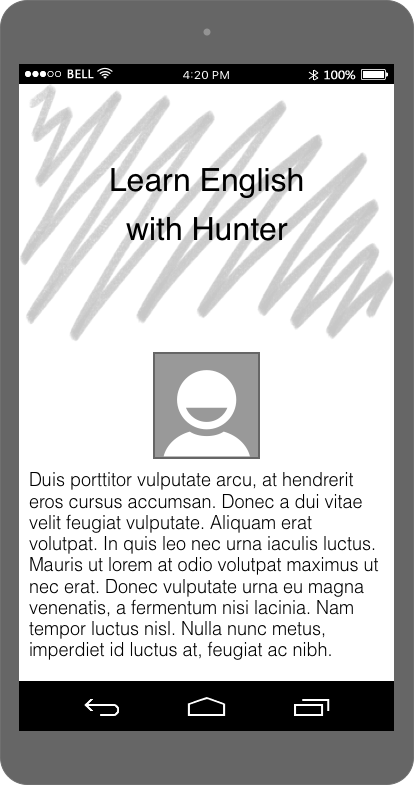 BELL 4:20 PM 100%
Learn English
with Hunter
Duis porttitor vulputate arcu, at hendrerit
eros cursus accumsan. Donec a dui vitae
velit feugiat vulputate. Aliquam erat
volutpat. In quis leo nec urna iaculis luctus.
Mauris ut lorem at odio volutpat maximus ut
nec erat. Donec vulputate urna eu magna
venenatis, a fermentum nisi lacinia. Nam
tempor luctus nisl. Nulla nunc metus,
imperdiet id luctus at, feugiat ac nibh.